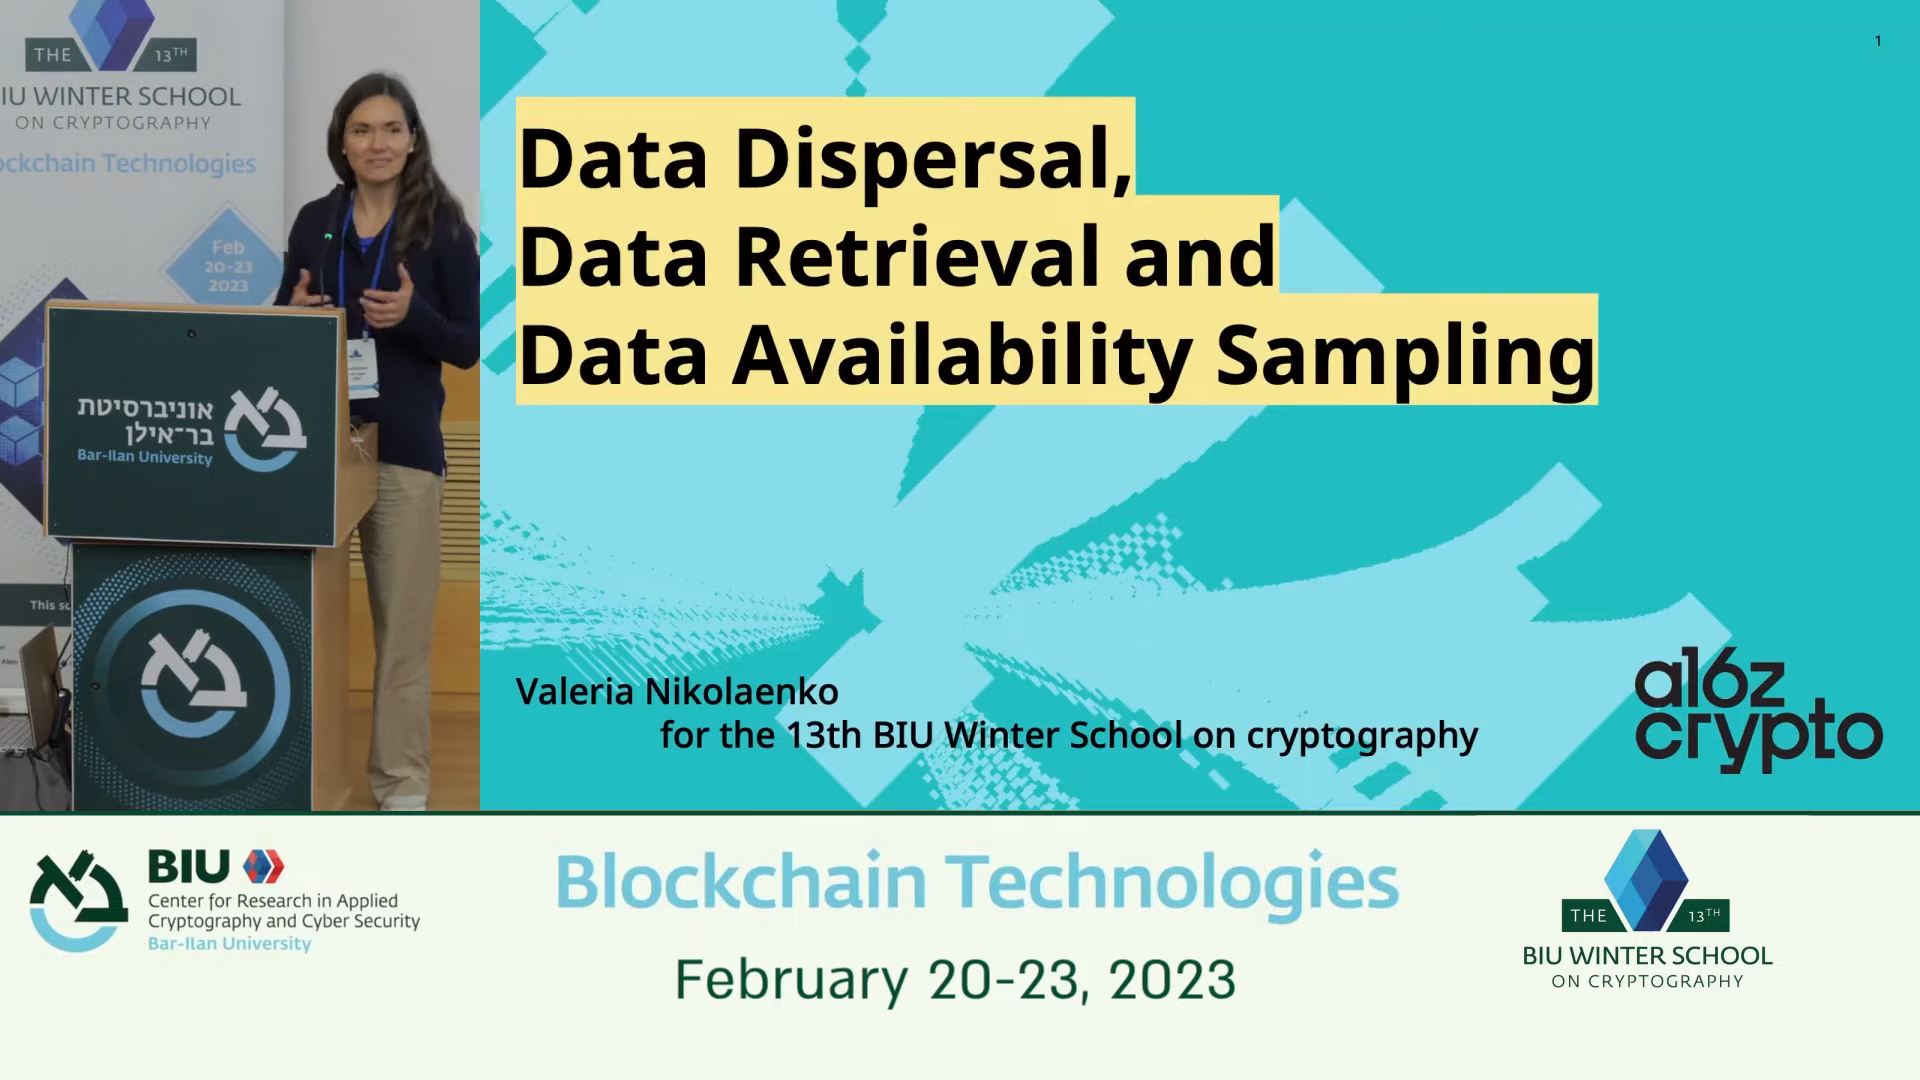 THE 13TH
IU WINTER SCHOOL
ON CRYPTOGRAPHY
ockchain Technologies
Feb
20-23
2023
אוניברסיטת
בר־אילן
Bar-Ilan University
This sc
1
Data Dispersal,
Data Retrieval and
Data Availability Sampling
Valeria Nikolaenko
for the 13th BIU Winter School on cryptography
a16z
crypto
BIU
Center for Research in Applied
Cryptography and Cyber Security
Bar-Ilan University
Blockchain Technologies
February 20-23, 2023
THE 13TH
BIU WINTER SCHOOL
ON CRYPTOGRAPHY